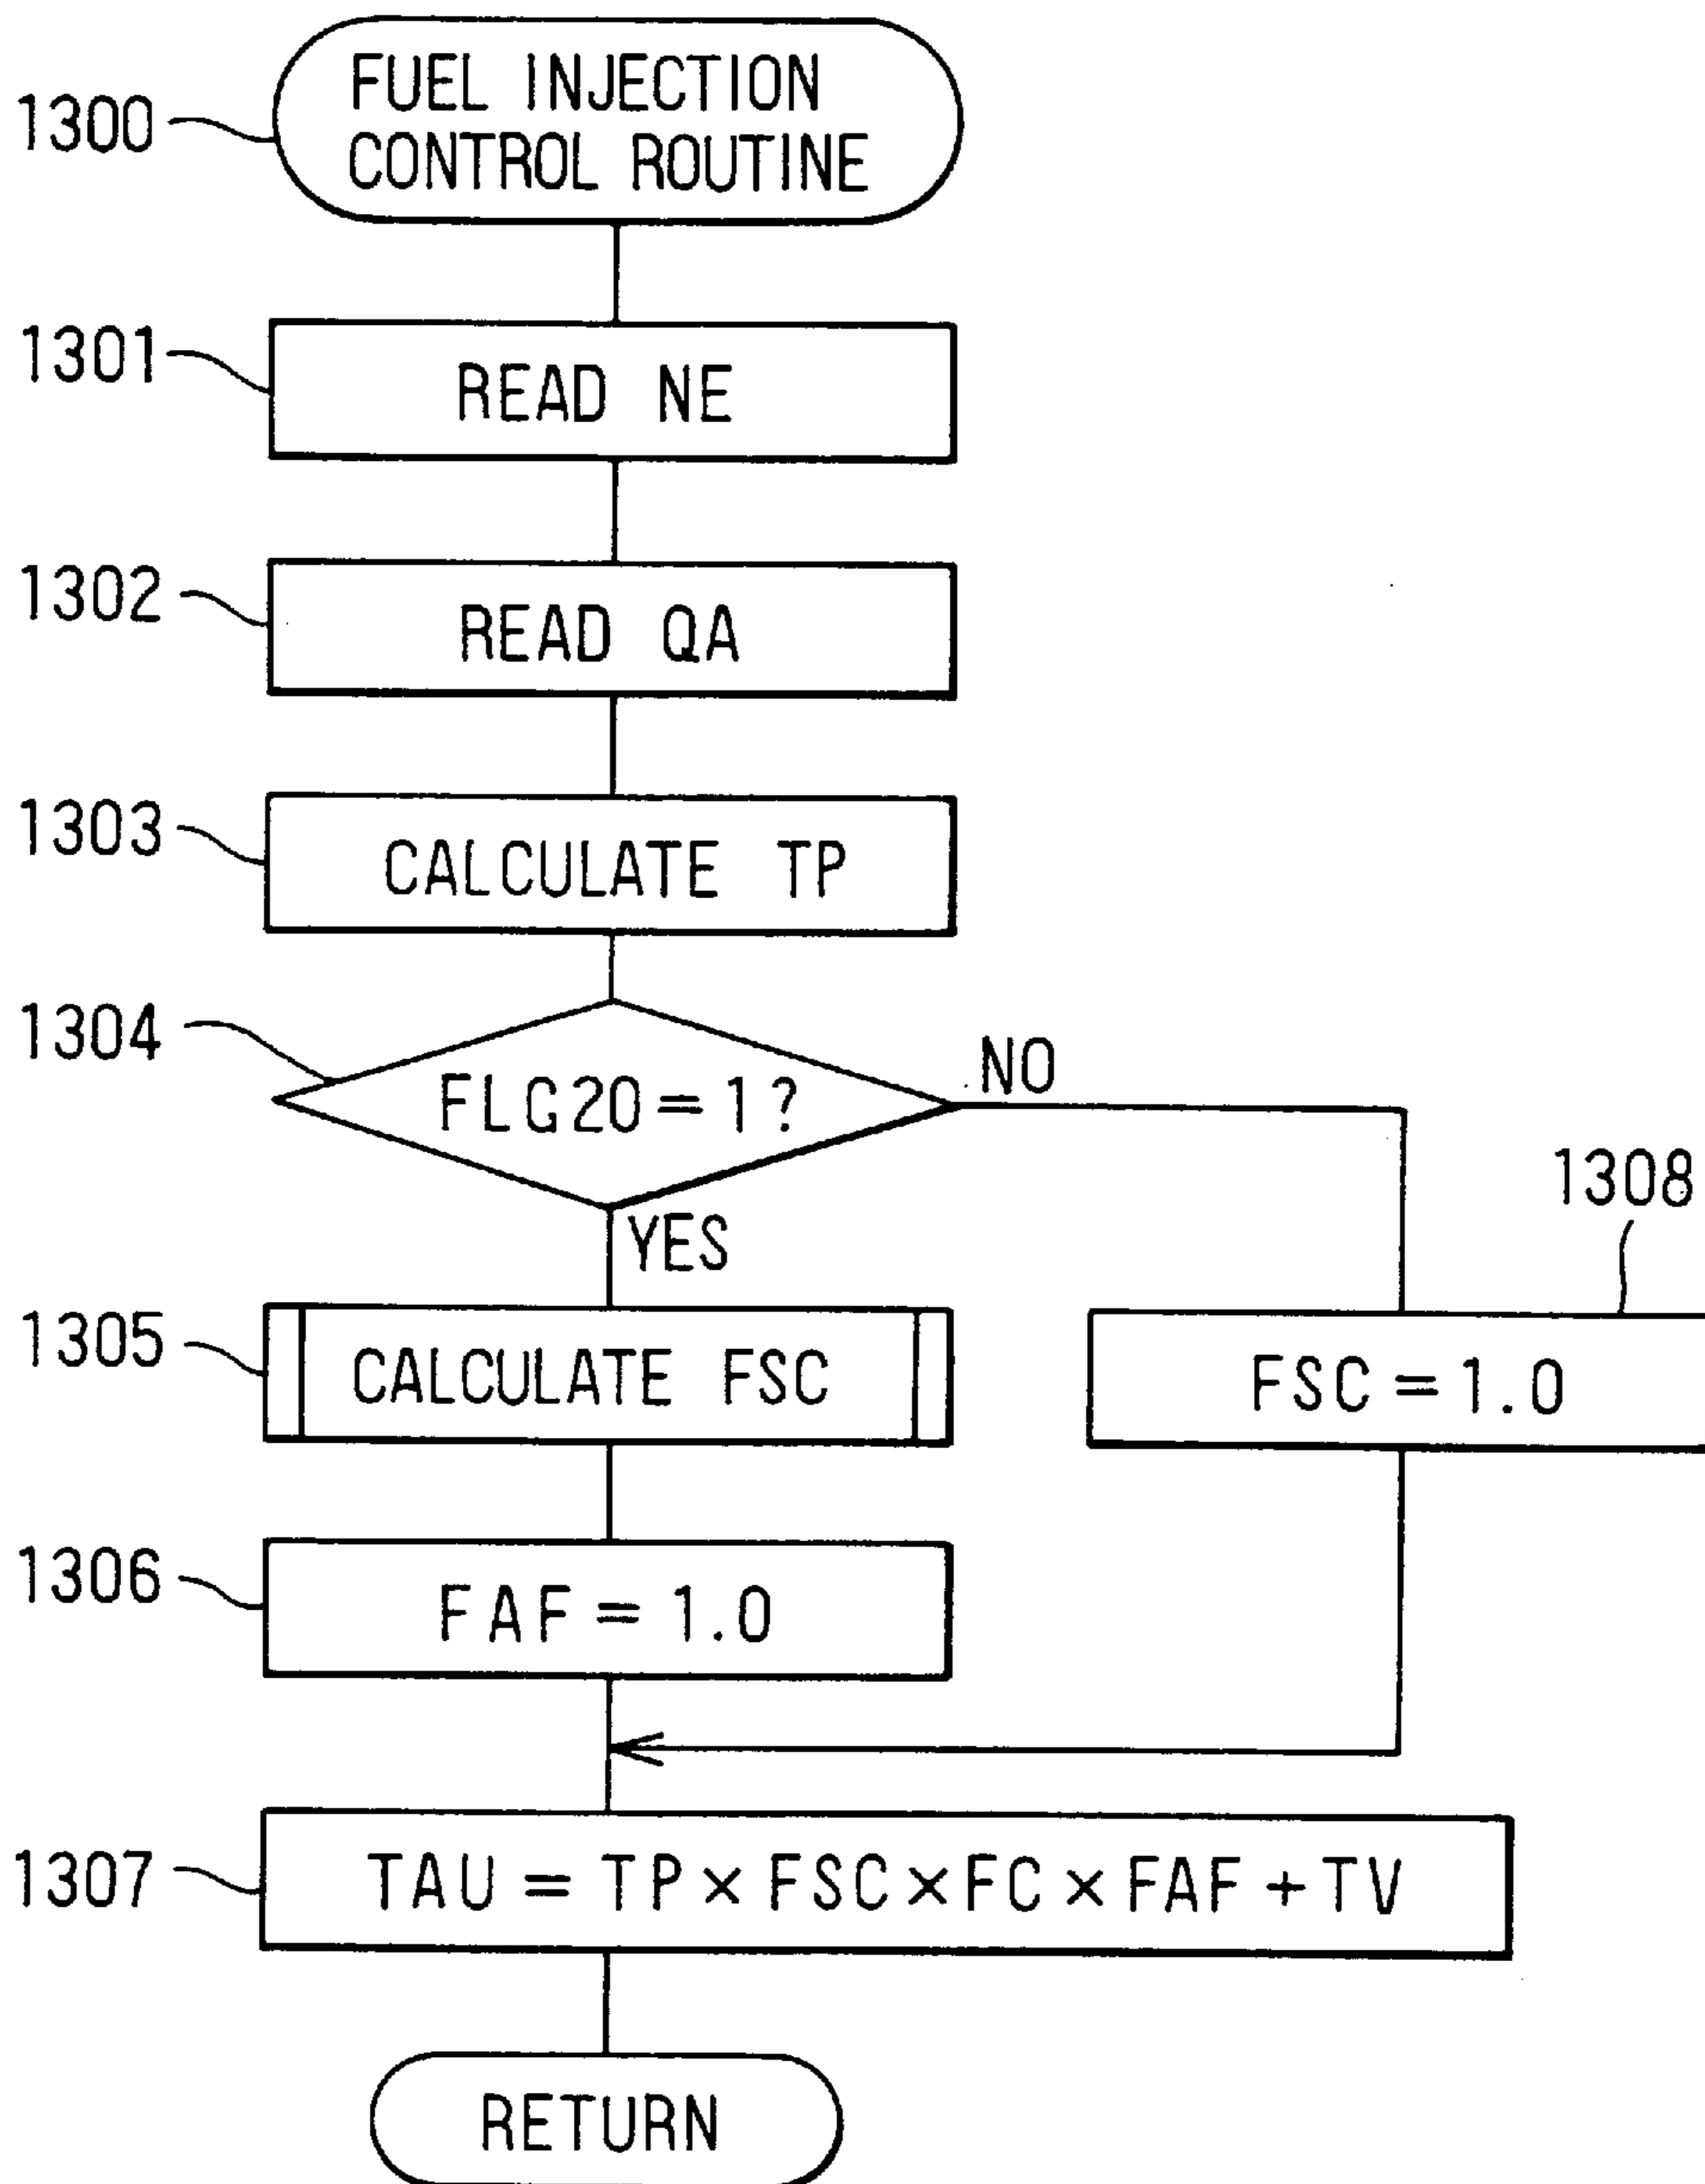 1300
FUEL INJECTION
CONTROL ROUTINE
1301
READ NE
1302
READ QA
1303
CALCULATE TP
1304
FLG20=1?
NO
YES
1305
CALCULATE FSC
1308
FSC=1.0
1306
FAF=1.0
1307
TAU = TP × FSC × FC × FAF + TV
RETURN